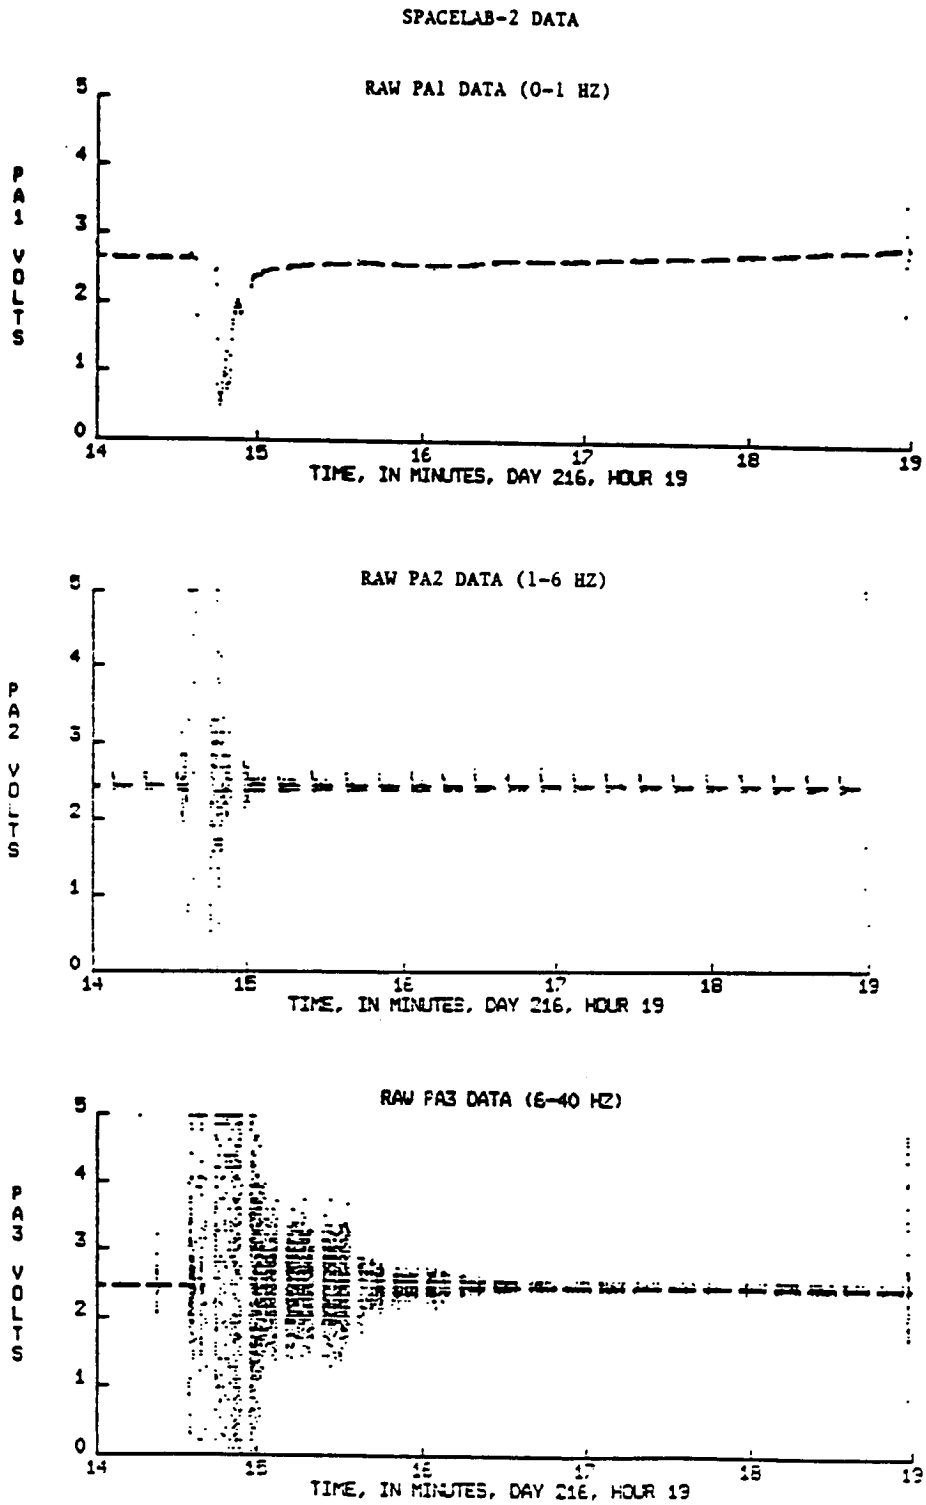 SPACELAB-2 DATA
RAW PA1 DATA (0-1 HZ)
5
4
3
2
1
0
PA1 VOLTS
14 15 16 17 18 19
TIME, IN MINUTES, DAY 216, HOUR 19
RAW PA2 DATA (1-6 HZ)
5
4
3
2
1
0
PA2 VOLTS
14 15 16 17 18 19
TIME, IN MINUTES, DAY 216, HOUR 19
RAW PA3 DATA (6-40 HZ)
5
4
3
2
1
0
PA3 VOLTS
14 15 16 17 18 19
TIME, IN MINUTES, DAY 216, HOUR 19